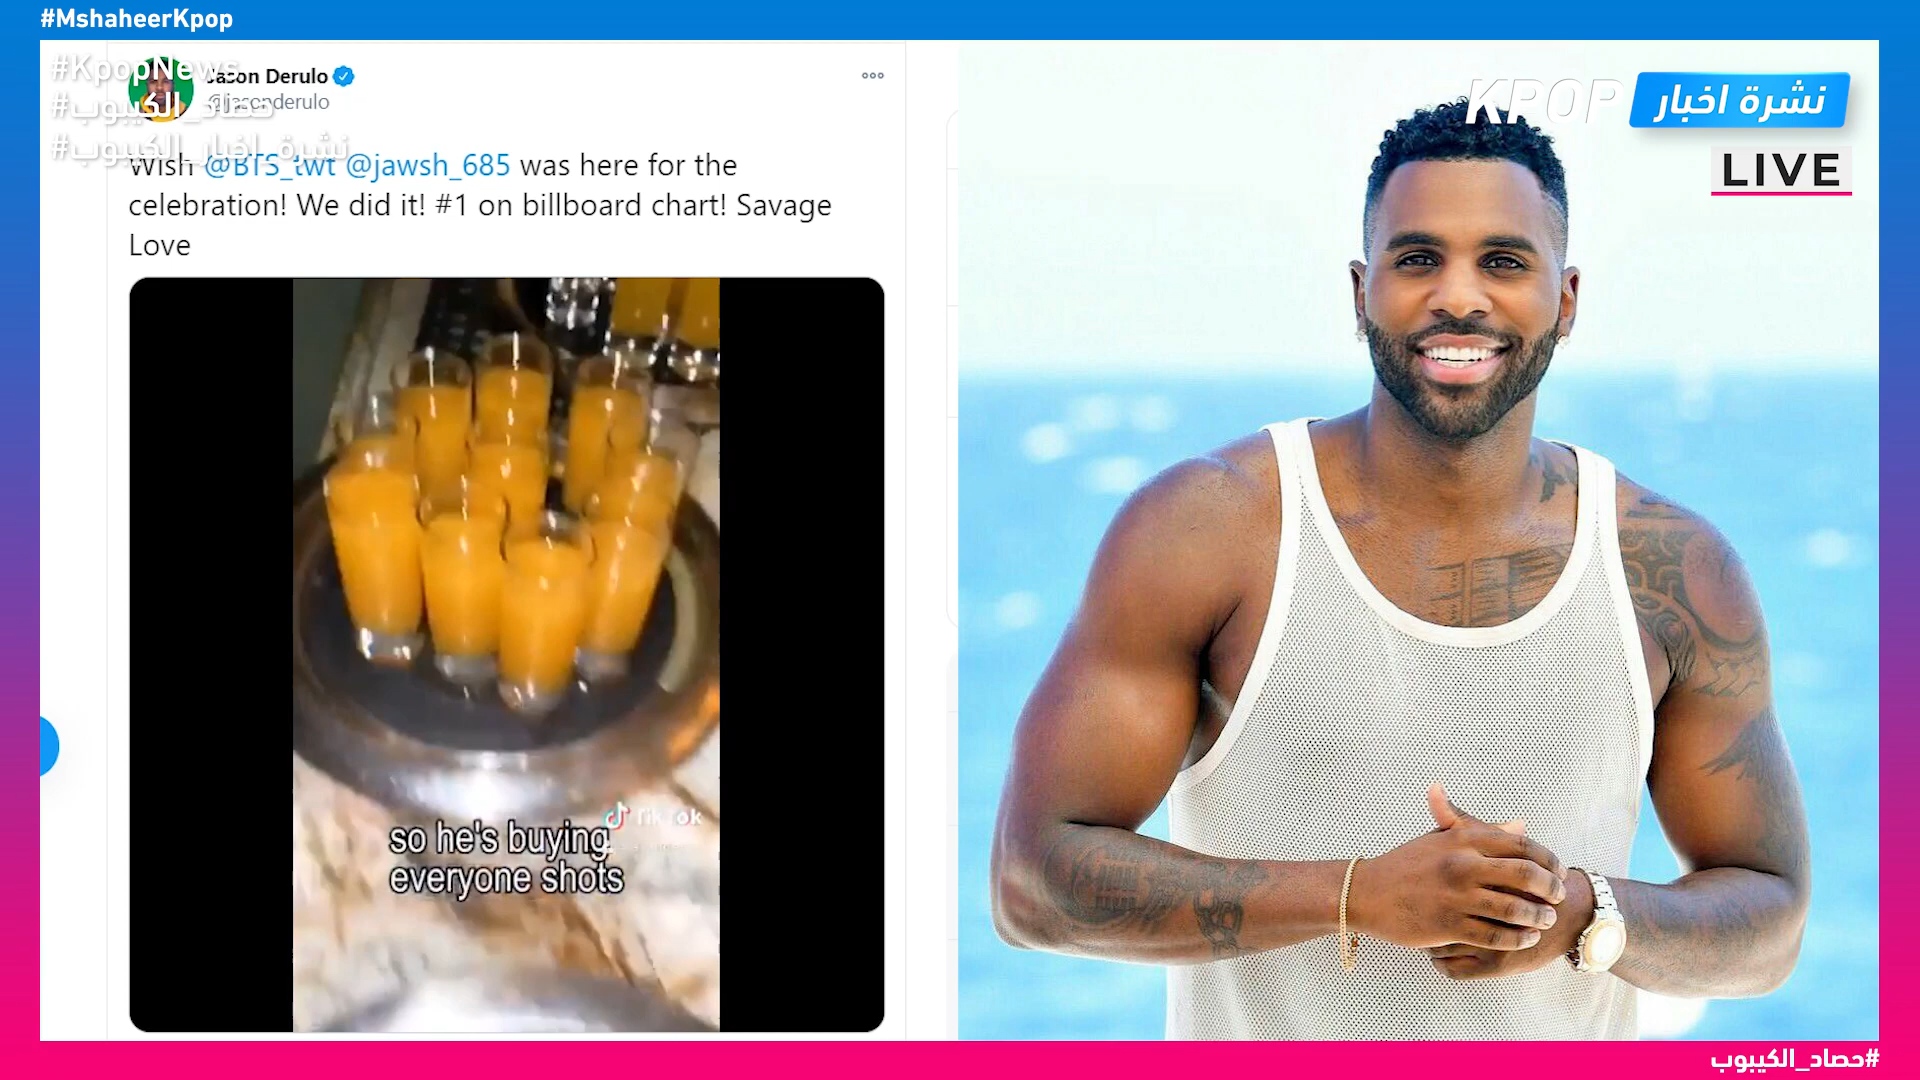 #MshaheerKpop
#KpopNews
#حصاد_الكيبوب
#نشرة_اخبار_الكيبوب
Jason Derulo
@jasonderulo
Wish @BTS_twt @jawsh_685 was here for the
celebration! We did it! #1 on billboard chart! Savage
Love
TikTok
so he's buying
everyone shots
KPOP نشرة اخبار
LIVE
#حصاد_الكيبوب